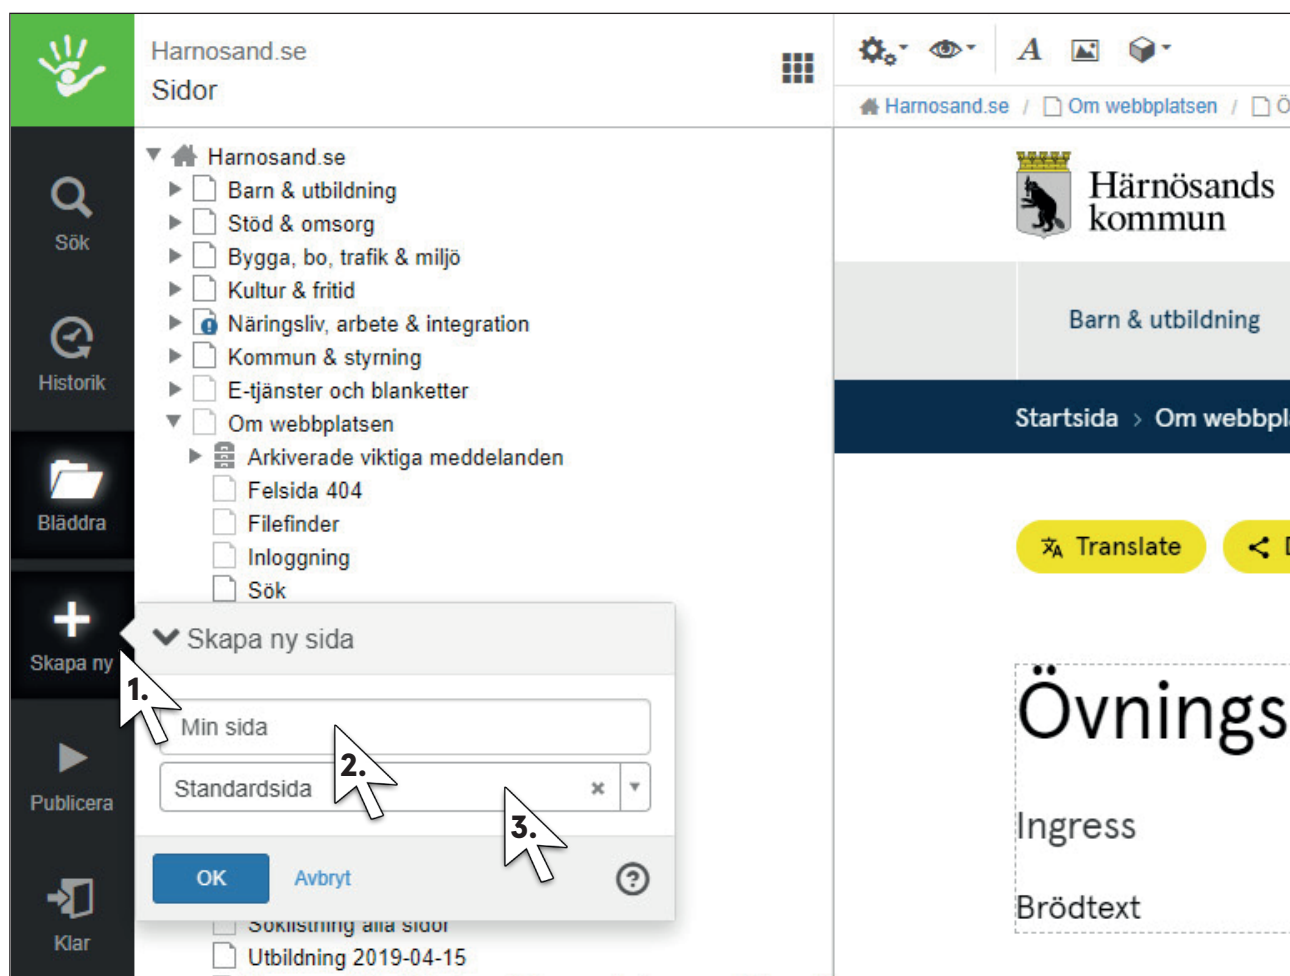 Harnosand.se
Sidor
Sök
Historik
Bläddra
Skapa ny
Publicera
Klar
Harnosand.se
Barn & utbildning
Stöd & omsorg
Bygga, bo, trafik & miljö
Kultur & fritid
Näringsliv, arbete & integration
Kommun & styrning
E-tjänster och blanketter
Om webbplatsen
Arkiverade viktiga meddelanden
Felsida 404
Filefinder
Inloggning
Sök
Skapa ny sida
1.
Min sida
2.
Standardsida
3.
OK Avbryt
Söklistning alla sidor
Utbildning 2019-04-15
A
Harnosand.se / Om webbplatsen / Ö
Härnösands
kommun
Barn & utbildning
Startsida > Om webbpl
Translate
Övnings
Ingress
Brödtext